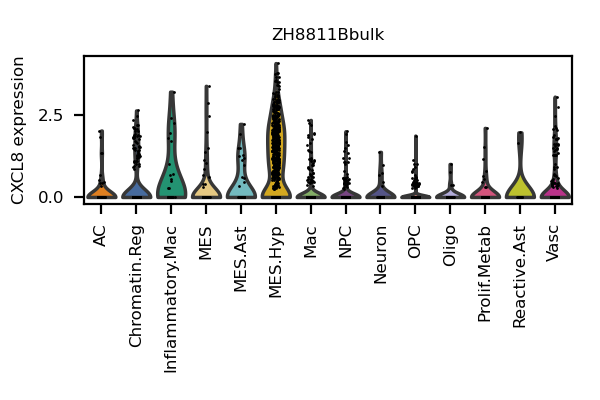 ZH8811Bbulk
CXCL8 expression
2.5
0.0
AC
Chromatin.Reg
Inflammatory.Mac
MES
MES.Ast
MES.Hyp
Mac
NPC
Neuron
OPC
Oligo
Prolif.Metab
Reactive.Ast
Vasc